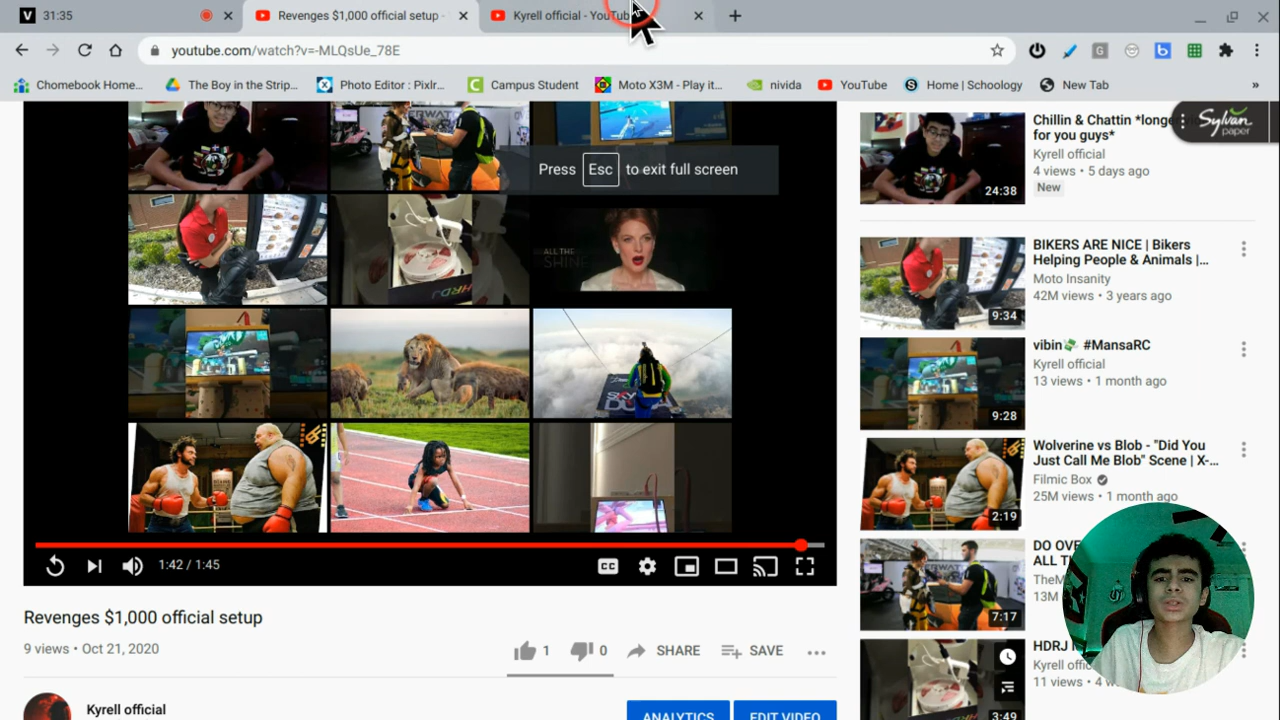 31:35
Revenges $1,000 official setup -
Kyrell official - YouTub
youtube.com/watch?v=-MLQsUe_78E
Chomebook Home...
The Boy in the Strip...
Photo Editor : Pixlr...
Campus Student
Moto X3M - Play it...
nivida
YouTube
Home | Schoology
New Tab
»
Press Esc to exit full screen
ALL THE
SHINE
HRDJ
1:42 / 1:45
CC
Revenges $1,000 official setup
9 views • Oct 21, 2020
1
0
SHARE
SAVE
Kyrell official
ANALYTICS
EDIT VIDEO
Sylvan
paper
Chillin & Chattin *longe
for you guys*
Kyrell official
4 views • 5 days ago
New
24:38
BIKERS ARE NICE | Bikers
Helping People & Animals |...
Moto Insanity
42M views • 3 years ago
9:34
vibin💸 #MansaRC
Kyrell official
13 views • 1 month ago
9:28
Wolverine vs Blob - "Did You
Just Call Me Blob" Scene | X-...
Filmic Box
25M views • 1 month ago
2:19
DO OVE
ALL T
TheM
13M
7:17
HDRJ
Kyrell offic
11 views • 4 w
3:49